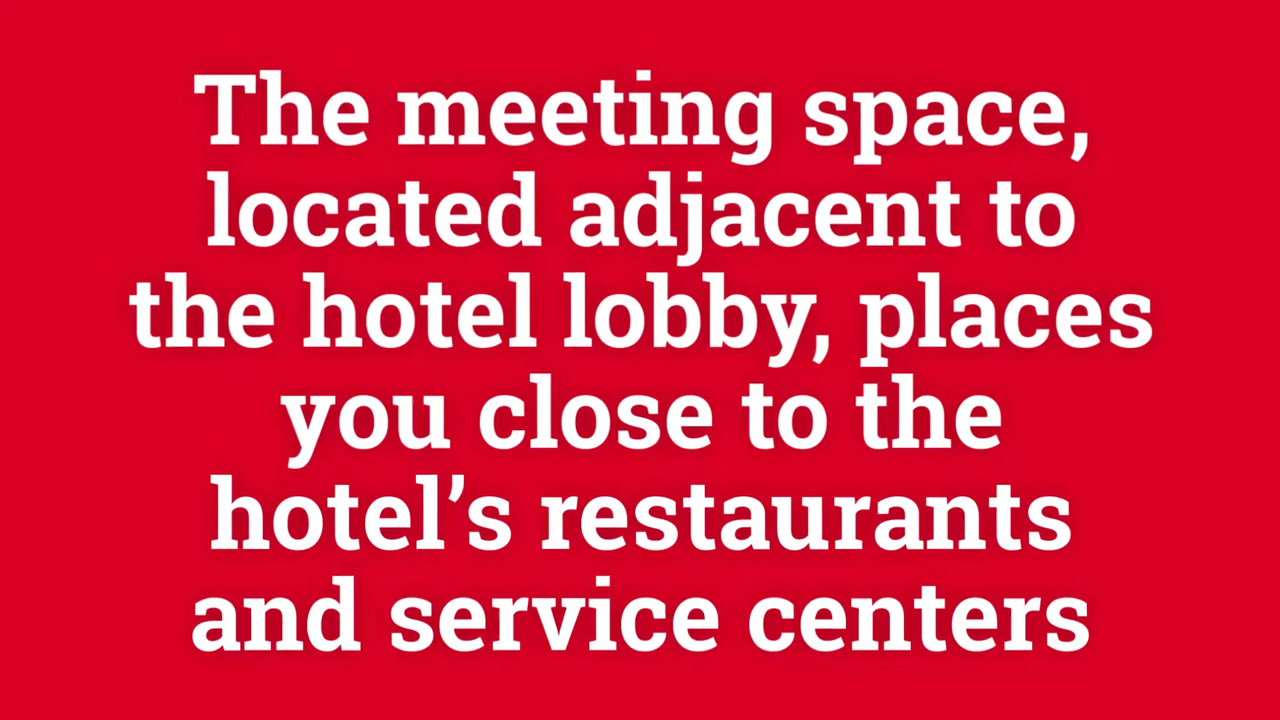 The meeting space,
located adjacent to
the hotel lobby, places
you close to the
hotel’s restaurants
and service centers